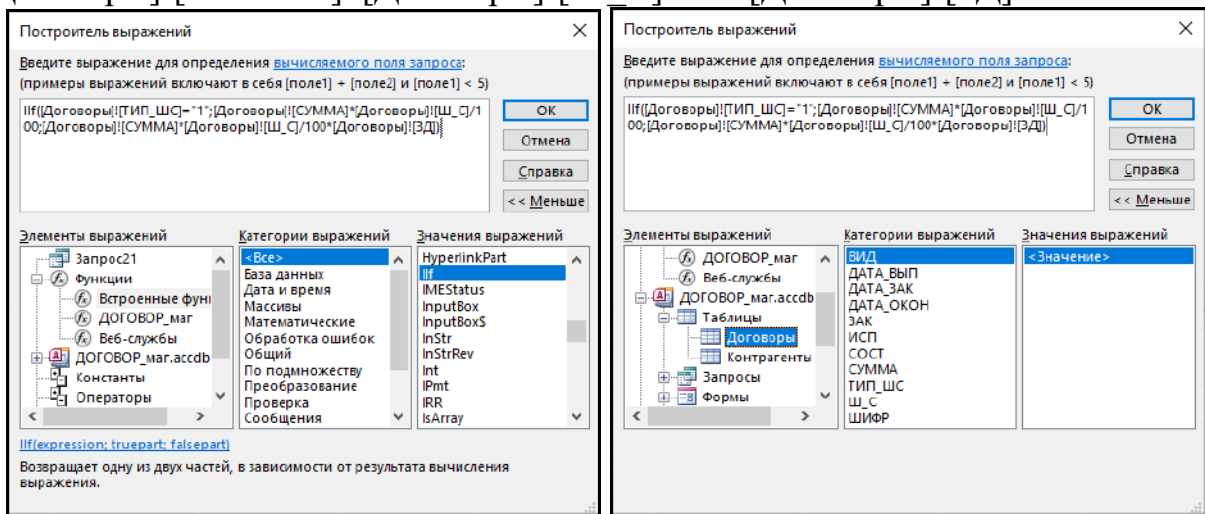 Построитель выражений
Введите выражение для определения вычисляемого поля запроса:
(примеры выражений включают в себя [поле1] + [поле2] и [поле1] < 5)
IIf([Договоры]![ТИП_ШС]="1";[Договоры]![СУММА]*[Договоры]![Ш_С]/1
00;[Договоры]![СУММА]*[Договоры]![Ш_С]/100*[Договоры]![ЗД])
ОК
Отмена
Справка
<< Меньше
Элементы выражений
Запрос21
Функции
Встроенные функ
ДОГОВОР_маг
Веб-службы
ДОГОВОР_маг.accdb
Константы
Операторы
Категории выражений
<Все>
База данных
Дата и время
Массивы
Математические
Обработка ошибок
Общий
По подмножеству
Преобразование
Проверка
Сообщения
Значения выражений
HyperlinkPart
IIf
IMEStatus
InputBox
InputBox$
InStr
InStrRev
Int
IPmt
IRR
IsArray
IIf(expression; truepart; falsepart)
Возвращает одну из двух частей, в зависимости от результата вычисления
выражения.
Построитель выражений
Введите выражение для определения вычисляемого поля запроса:
(примеры выражений включают в себя [поле1] + [поле2] и [поле1] < 5)
IIf([Договоры]![ТИП_ШС]="1";[Договоры]![СУММА]*[Договоры]![Ш_С]/1
00;[Договоры]![СУММА]*[Договоры]![Ш_С]/100*[Договоры]![ЗД])
ОК
Отмена
Справка
<< Меньше
Элементы выражений
ДОГОВОР_маг
Веб-службы
ДОГОВОР_маг.accdb
Таблицы
Договоры
Контрагенты
Запросы
Формы
Категории выражений
ВИД
ДАТА_ВЫП
ДАТА_ЗАК
ДАТА_ОКОН
ЗАК
ИСП
СОСТ
СУММА
ТИП_ШС
Ш_С
ШИФР
Значения выражений
<Значение>